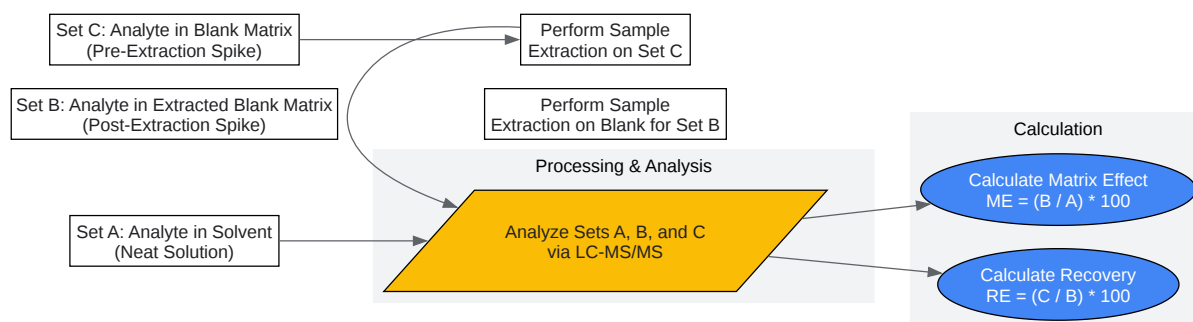 Set C: Analyte in Blank Matrix
(Pre-Extraction Spike)
Perform Sample
Extraction on Set C
Set B: Analyte in Extracted Blank Matrix
(Post-Extraction Spike)
Perform Sample
Extraction on Blank for Set B
Processing & Analysis
Set A: Analyte in Solvent
(Neat Solution)
Analyze Sets A, B, and C
via LC-MS/MS
Calculation
Calculate Matrix Effect
ME = (B / A) * 100
Calculate Recovery
RE = (C / B) * 100